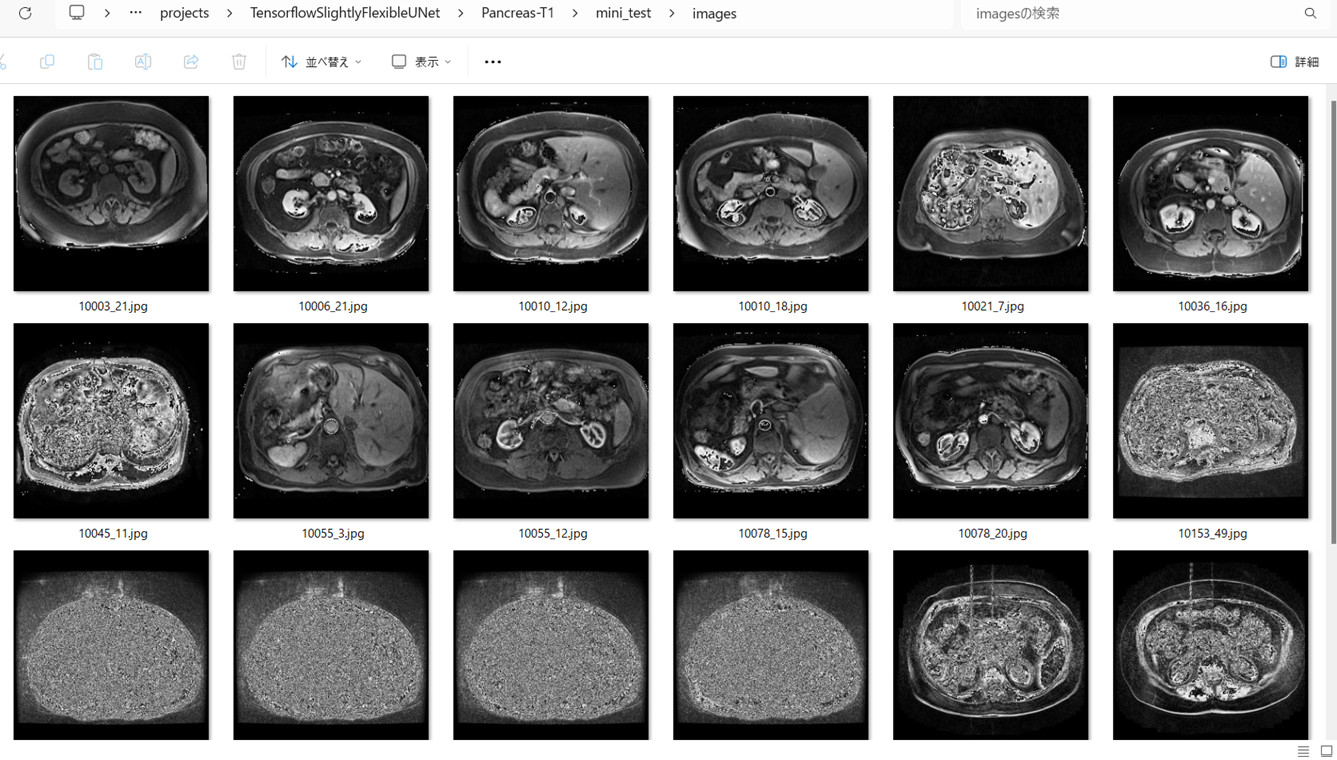 projects > TensorflowSlightlyFlexibleUNet > Pancreas-T1 > mini_test > images
imagesの検索
並べ替え
表示
詳細
10003_21.jpg
10006_21.jpg
10010_12.jpg
10010_18.jpg
10021_7.jpg
10036_16.jpg
10045_11.jpg
10055_3.jpg
10055_12.jpg
10078_15.jpg
10078_20.jpg
10153_49.jpg